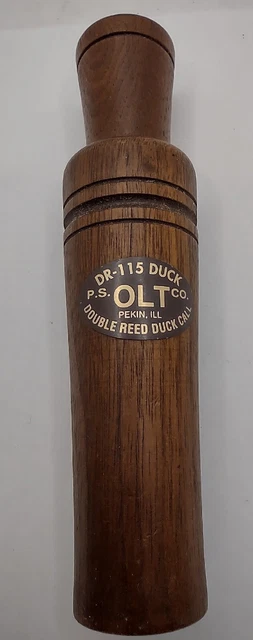 DR-115 DUCK
P.S. OLT CO.
PEKIN, ILL
DOUBLE REED DUCK CALL